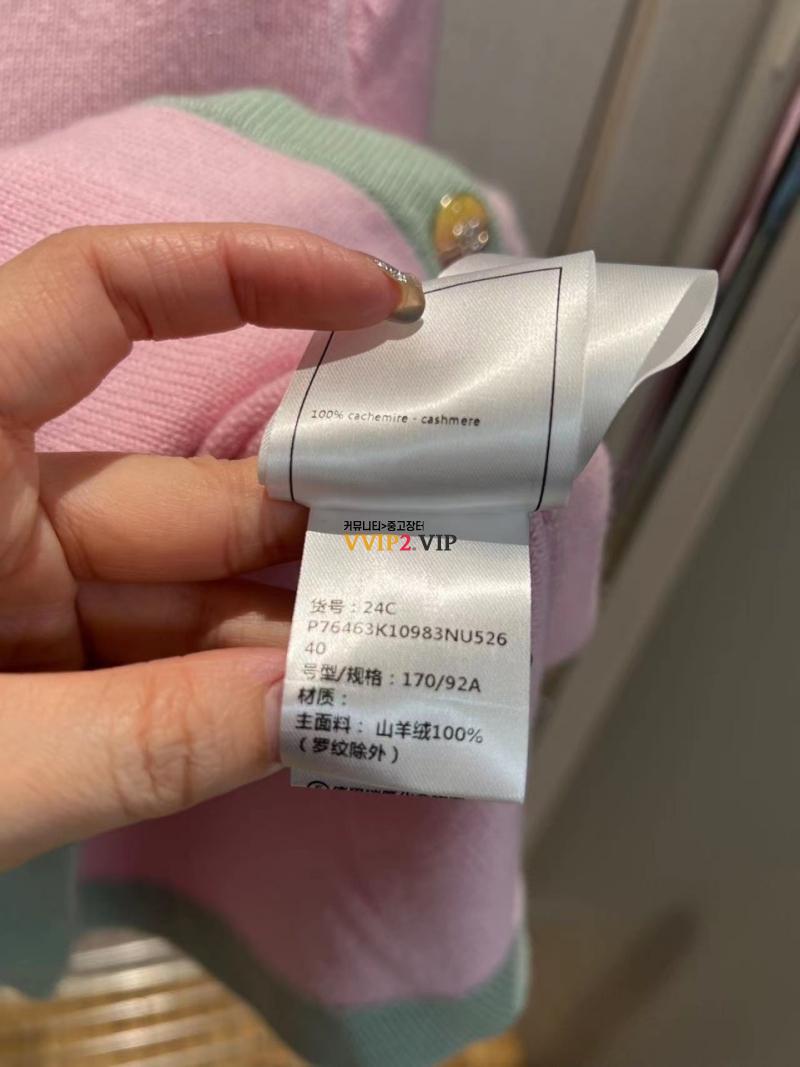 100% cachemire - cashmere
커뮤니티>중고장터
VVIP2.VIP
货号：24C
P76463K10983NU526
40
号型/规格：170/92A
材质：
主面料： 山羊绒100%
（罗纹除外）